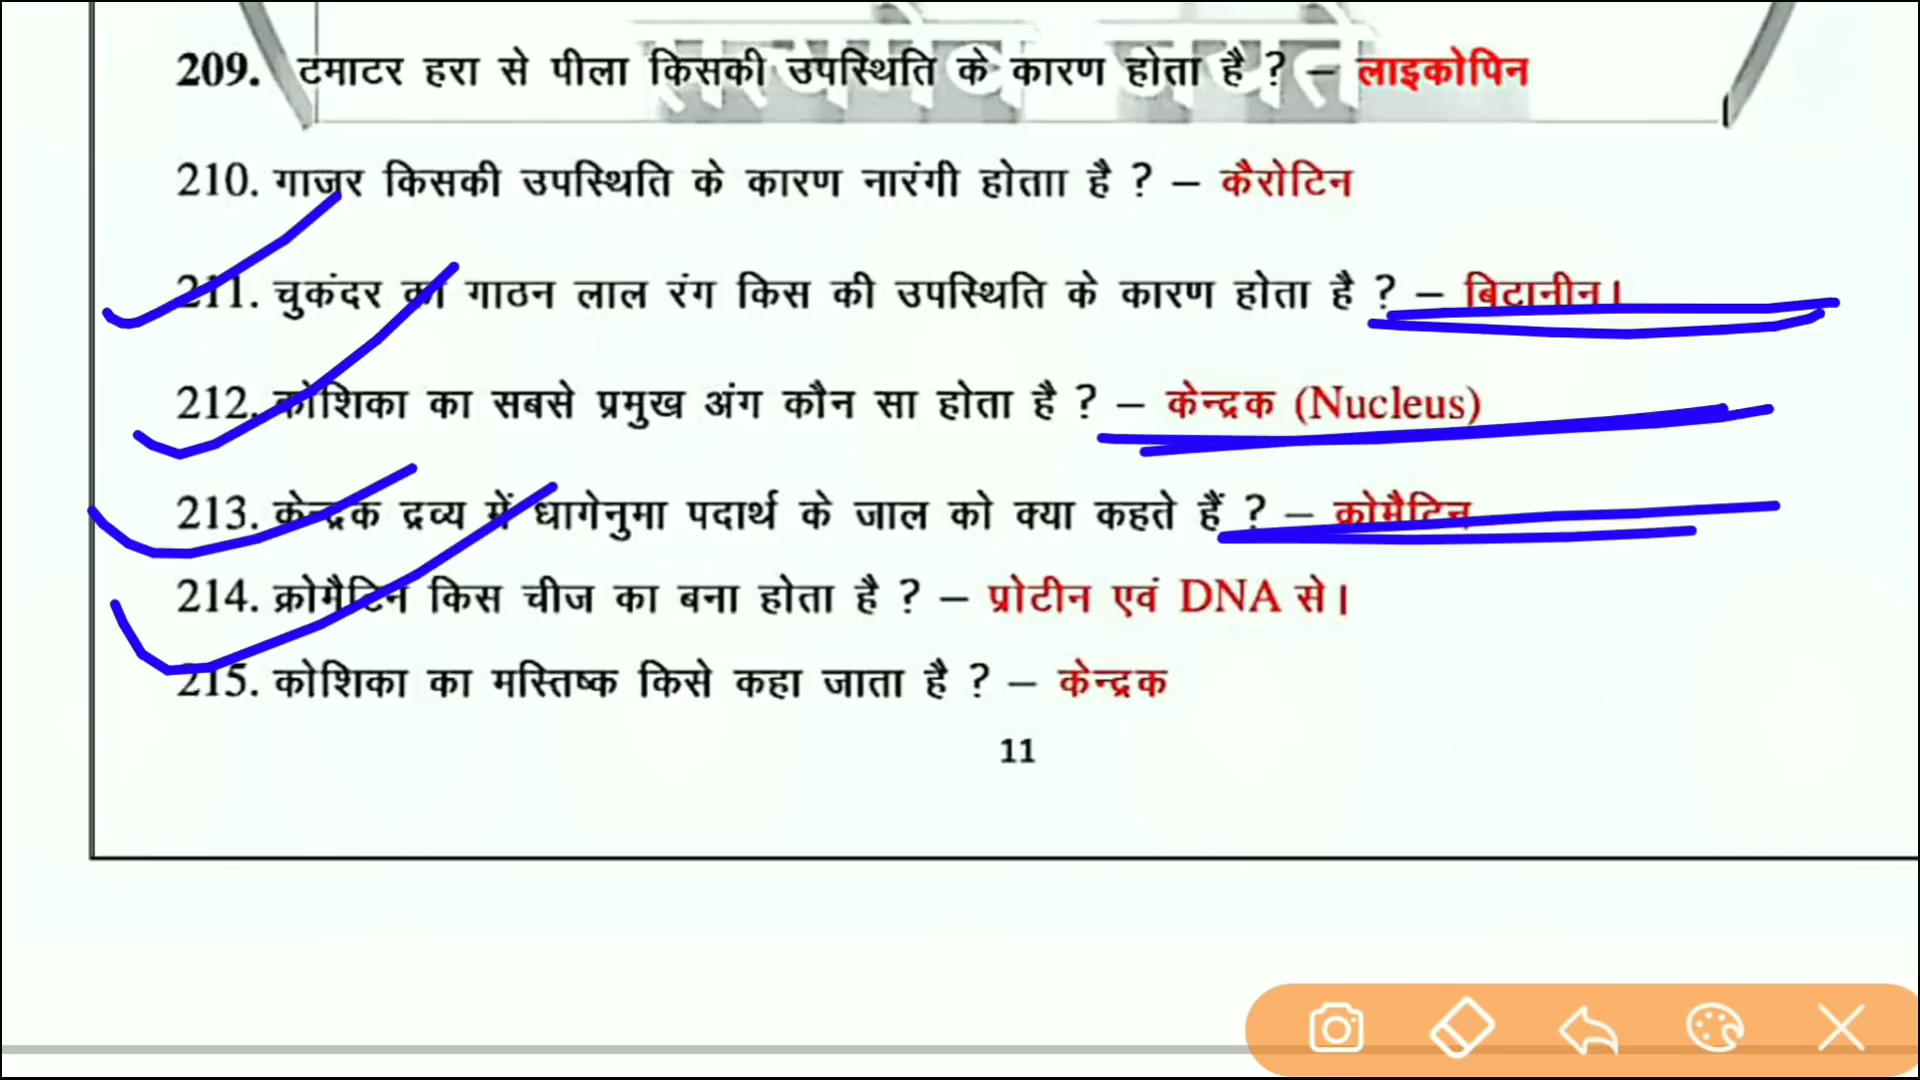 209. टमाटर हरा से पीला किसकी उपस्थिति के कारण होता है ? – लाइकोपिन
210. गाजर किसकी उपस्थिति के कारण नारंगी होताा है ? – कैरोटिन
211. चुकंदर का गाठन लाल रंग किस की उपस्थिति के कारण होता है ? – बिटानीन।
212. कोशिका का सबसे प्रमुख अंग कौन सा होता है ? – केन्द्रक (Nucleus)
213. केन्द्रक द्रव्य में धागेनुमा पदार्थ के जाल को क्या कहते हैं ? – क्रोमैटिन
214. क्रोमैटिन किस चीज का बना होता है ? – प्रोटीन एवं DNA से।
215. कोशिका का मस्तिष्क किसे कहा जाता है ? – केन्द्रक
11